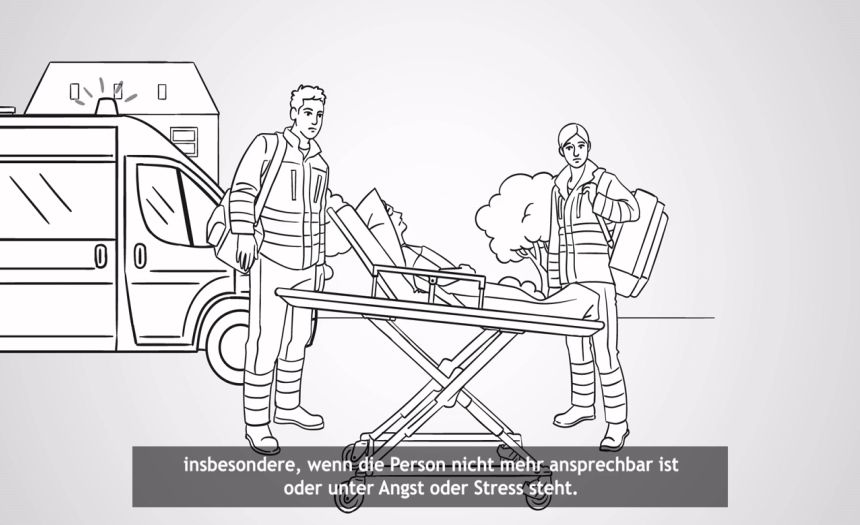 insbesondere, wenn die Person nicht mehr ansprechbar ist
oder unter Angst oder Stress steht.